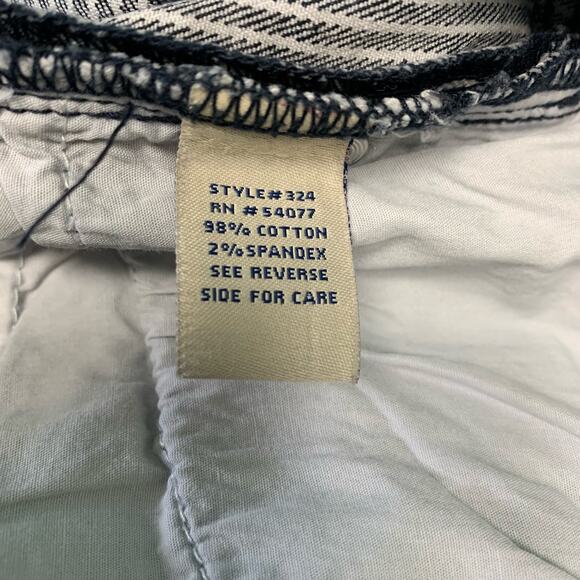 STYLE#324
RN # 54077
98% COTTON
2% SPANDEX
SEE REVERSE
SIDE FOR CARE